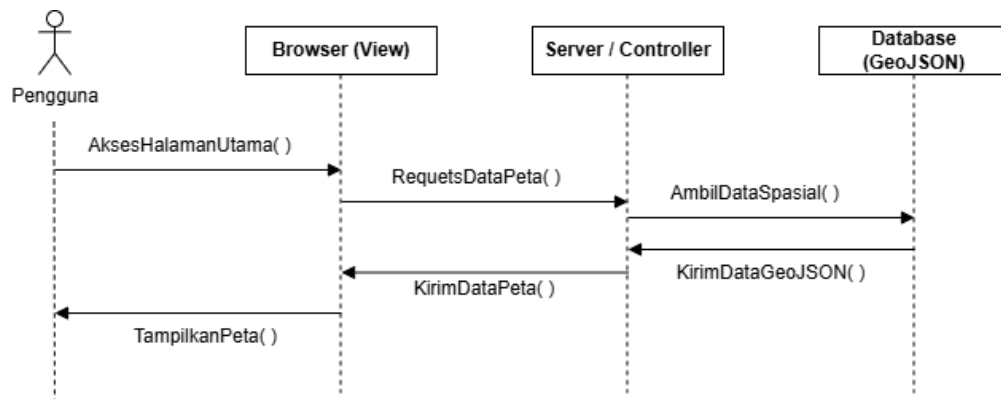 Pengguna
Browser (View)
Server / Controller
Database
(GeoJSON)
AksesHalamanUtama( )
RequetsDataPeta( )
AmbilDataSpasial( )
KirimDataGeoJSON( )
KirimDataPeta( )
TampilkanPeta( )